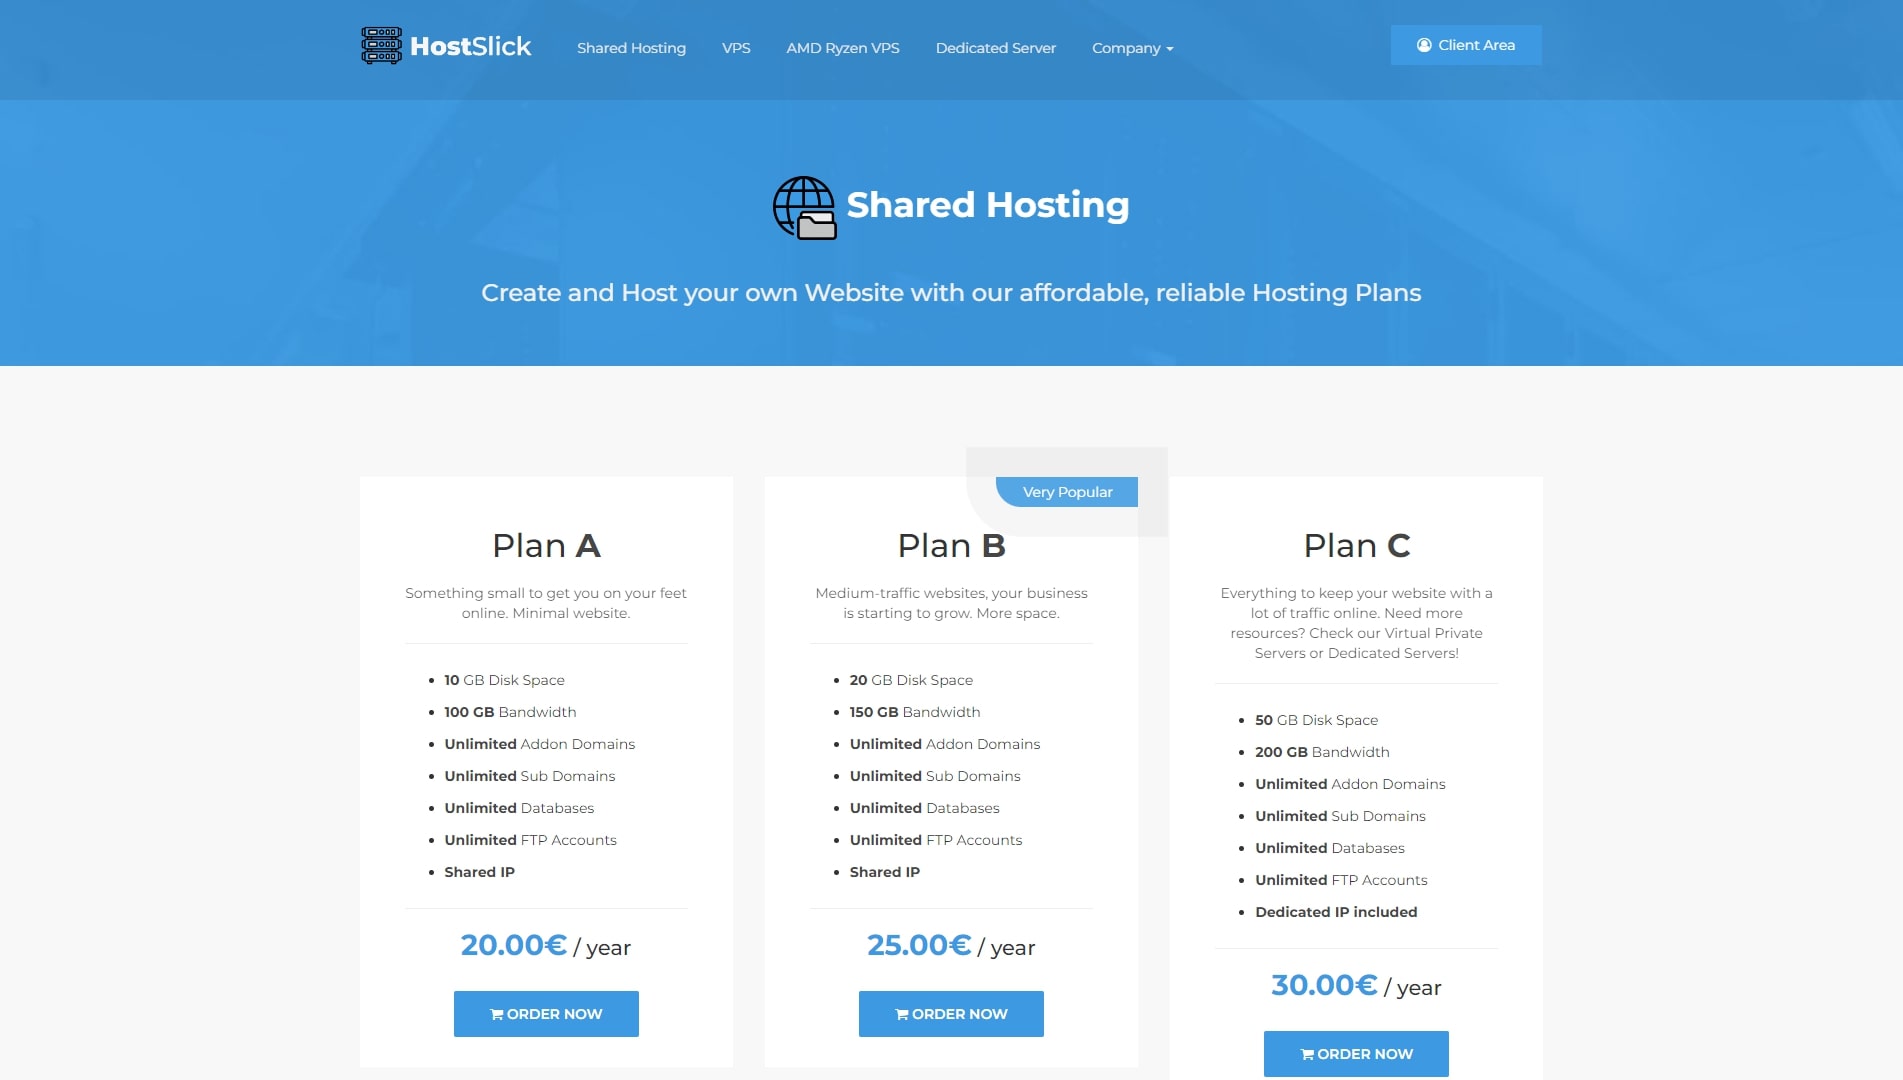 HostSlick
Shared Hosting
VPS
AMD Ryzen VPS
Dedicated Server
Company
Client Area
Shared Hosting
Create and Host your own Website with our affordable, reliable Hosting Plans
Plan A
Something small to get you on your feet
online. Minimal website.
10 GB Disk Space
100 GB Bandwidth
Unlimited Addon Domains
Unlimited Sub Domains
Unlimited Databases
Unlimited FTP Accounts
Shared IP
20.00€ / year
ORDER NOW
Very Popular
Plan B
Medium-traffic websites, your business
is starting to grow. More space.
20 GB Disk Space
150 GB Bandwidth
Unlimited Addon Domains
Unlimited Sub Domains
Unlimited Databases
Unlimited FTP Accounts
Shared IP
25.00€ / year
ORDER NOW
Plan C
Everything to keep your website with a
lot of traffic online. Need more
resources? Check our Virtual Private
Servers or Dedicated Servers!
50 GB Disk Space
200 GB Bandwidth
Unlimited Addon Domains
Unlimited Sub Domains
Unlimited Databases
Unlimited FTP Accounts
Dedicated IP included
30.00€ / year
ORDER NOW